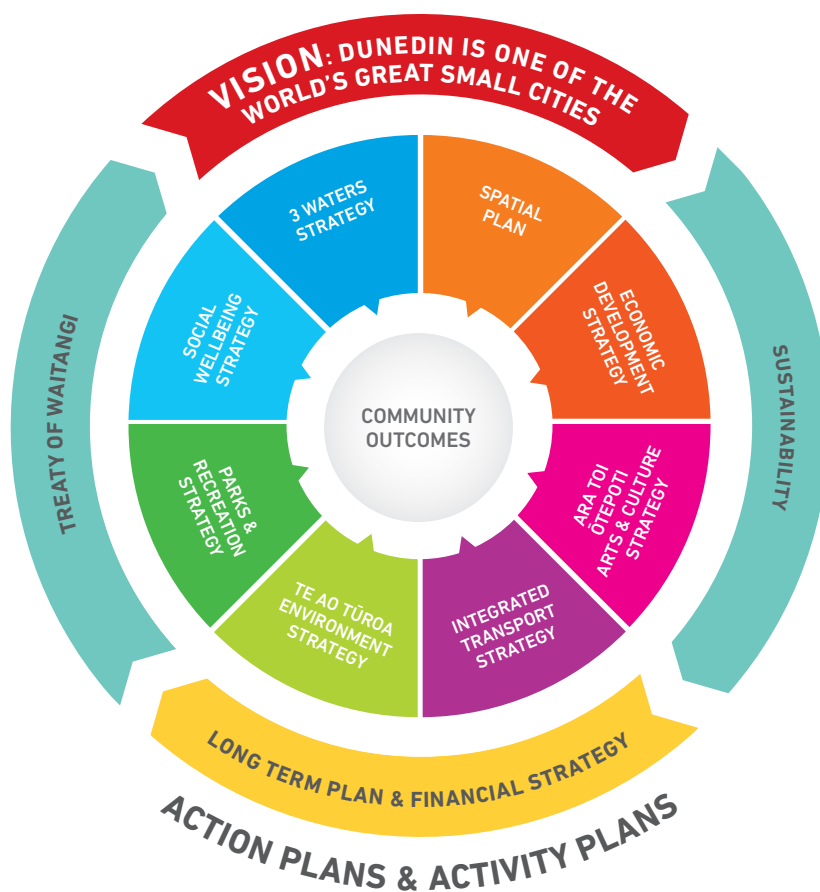 VISION: DUNEDIN IS ONE OF THE
WORLD'S GREAT SMALL CITIES
3 WATERS
STRATEGY
SPATIAL
PLAN
SOCIAL
WELLBEING
STRATEGY
ECONOMIC
DEVELOPMENT
STRATEGY
TREATY OF WAITANGI
COMMUNITY
OUTCOMES
SUSTAINABILITY
PARKS &
RECREATION
STRATEGY
ARA TOI
ŌTEPOTI
ARTS & CULTURE
STRATEGY
TE AO TŪROA
ENVIRONMENT
STRATEGY
INTEGRATED
TRANSPORT
STRATEGY
LONG TERM PLAN & FINANCIAL STRATEGY
ACTION PLANS & ACTIVITY PLANS